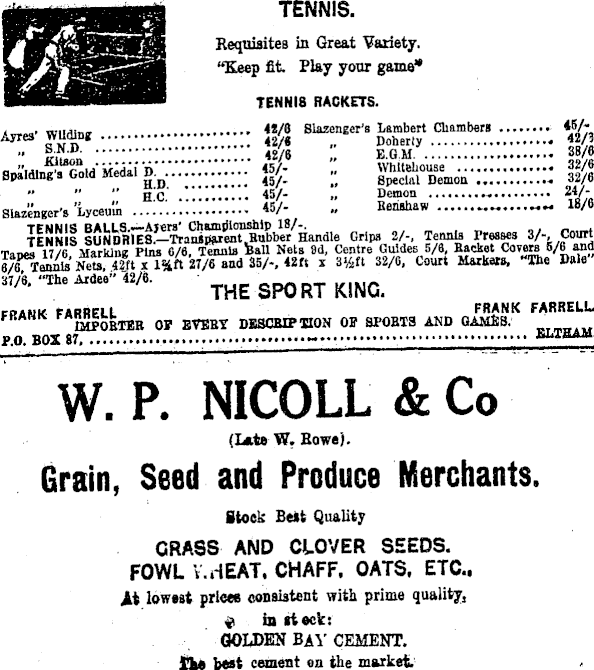 TENNIS.
Requisites in Great Variety.
"Keep fit. Play your game"
TENNIS RACKETS.
Ayres' Wilding ........................ 42/6
„ S.N.D. ........................ 42/6
„ Kitson ........................ 42/6
Spalding's Gold Medal D. ................ 45/-
„ „ „ H.D. ................ 45/-
„ „ „ H.C. ................ 45/-
Slazenger's Lyceum .................... 45/-
Slazenger's Lambert Chambers ........ 45/-
„ Doherty .................... 42/3
„ E.G.M. .................... 38/6
„ Whitehouse ................ 32/6
„ Special Demon ............ 32/6
„ Demon .................... 24/-
„ Renshaw .................. 18/6
TENNIS BALLS.—Ayers' Championship 18/-.
TENNIS SUNDRIES.—Transparent Rubber Handle Grips 2/-, Tennis Presses 3/-, Court
Tapes 17/6, Marking Pins 6/6, Tennis Ball Nets 9d, Centre Guides 5/6, Racket Covers 5/6 and
6/6, Tennis Nets, 42ft x 1¾ft 27/6 and 35/-, 42ft x 3½ft 32/6, Court Markers, "The Dale"
37/6, "The Ardee" 42/6.
THE SPORT KING.
FRANK FARRELL FRANK FARRELL
IMPORTER OF EVERY DESCRIPTION OF SPORTS AND GAMES.
P.O. BOX 87, ........................ ELTHAM
W. P. NICOLL & Co
(Late W. Rowe).
Grain, Seed and Produce Merchants.
Stock Best Quality
GRASS AND CLOVER SEEDS.
FOWL WHEAT, CHAFF, OATS, ETC.,
At lowest prices consistent with prime quality,
in stock:
GOLDEN BAY CEMENT.
The best cement on the market.